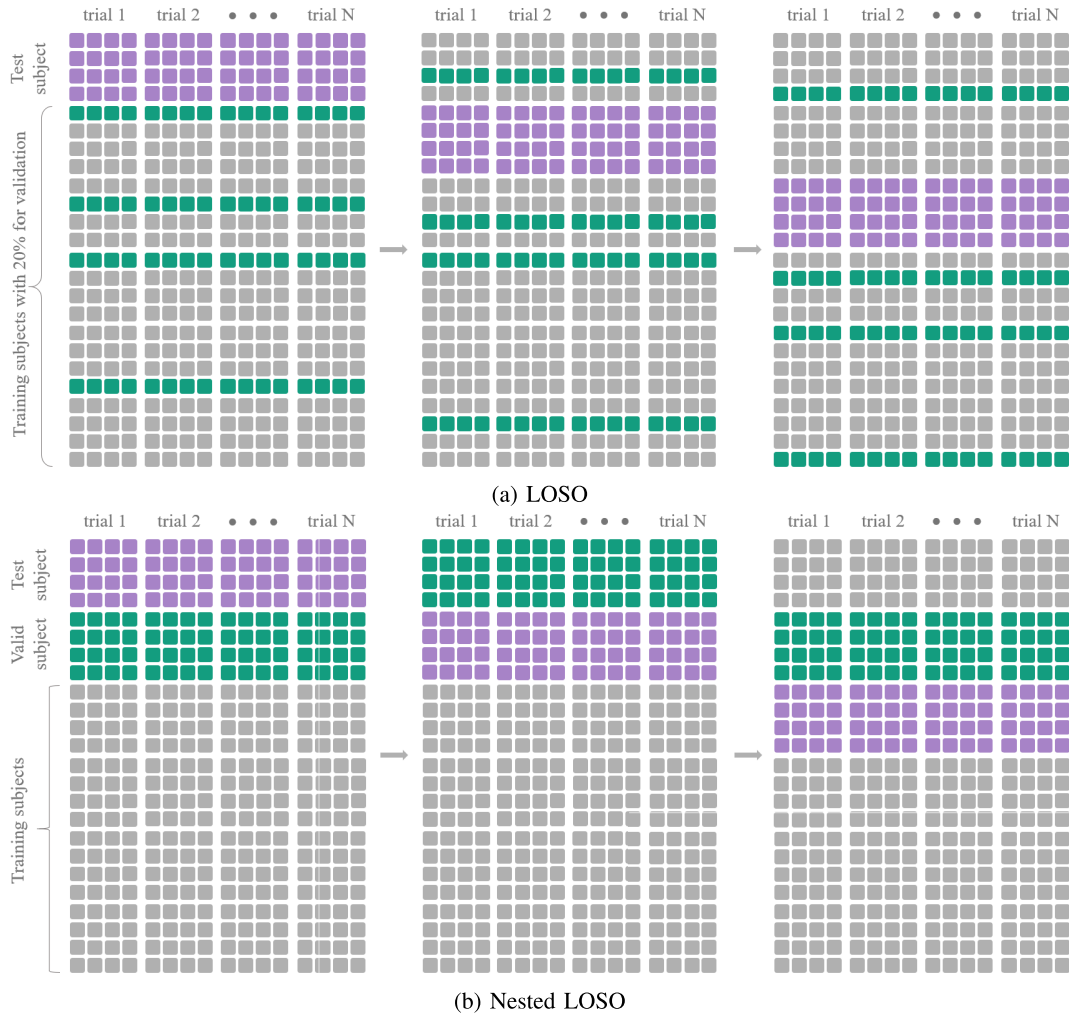 trial 1 trial 2 • • • trial N trial 1 trial 2 • • • trial N trial 1 trial 2 • • • trial N
Test
subject
Training subjects with 20% for validation
(a) LOSO
trial 1 trial 2 • • • trial N trial 1 trial 2 • • • trial N trial 1 trial 2 • • • trial N
Test
subject
Valid
subject
Training subjects
(b) Nested LOSO